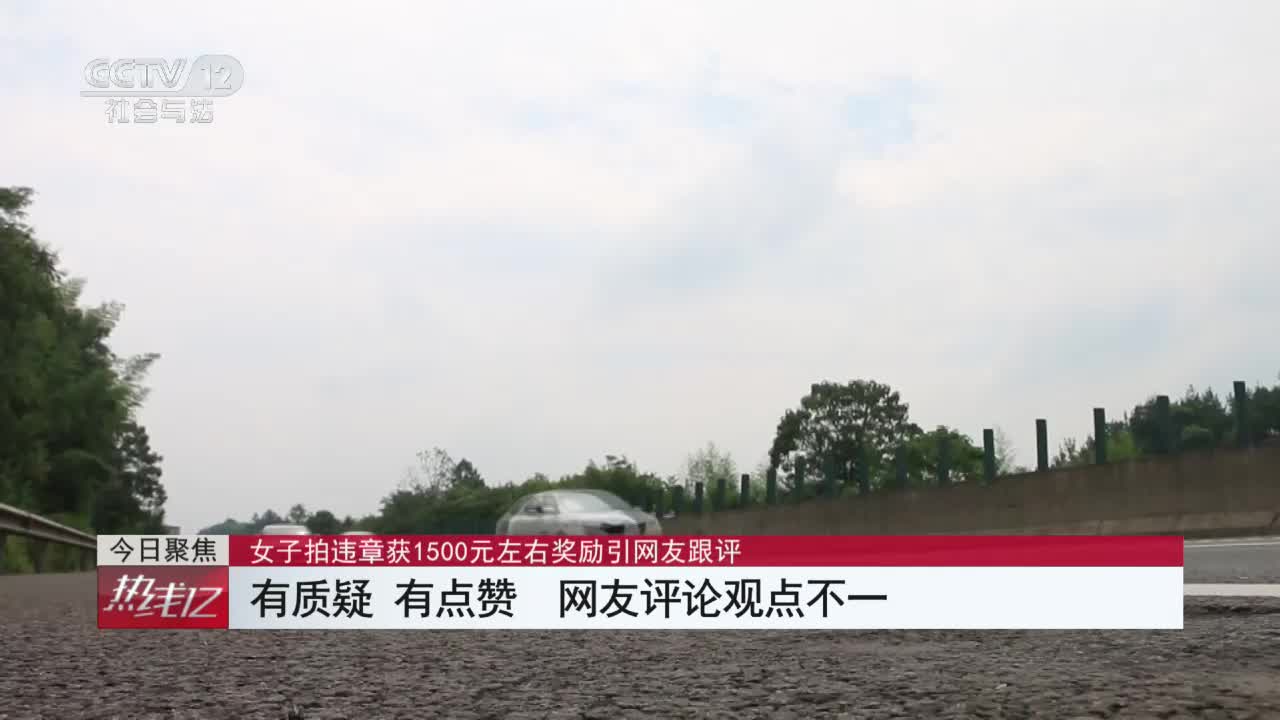 CCTV 12
社会与法
今日聚焦
女子拍违章获1500元左右奖励引网友跟评
热线12
有质疑 有点赞 网友评论观点不一